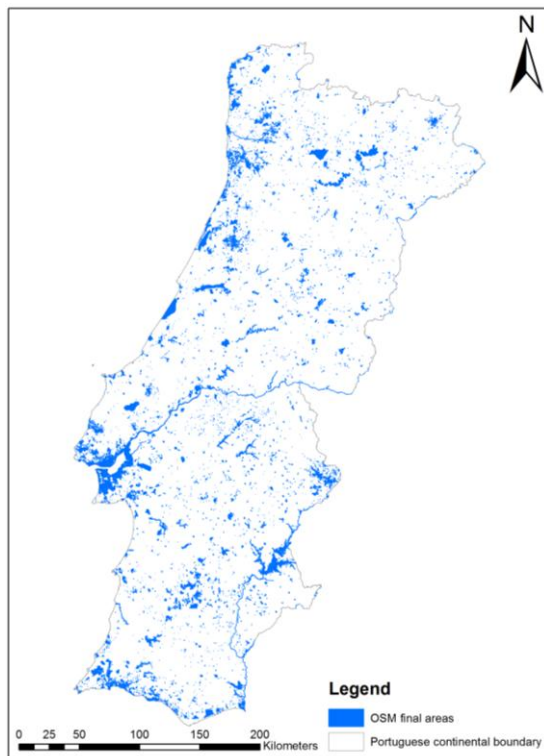 N
Legend
OSM final areas
Portuguese continental boundary
0 25 50 100 150 200
Kilometers